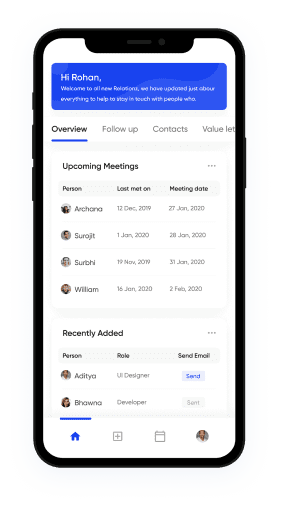 Hi Rohan,
Welcome to all new Relationz, we have updated just abour
everything to help to stay in touch with people who.
Overview Follow up Contacts Value let
Upcoming Meetings
Person Last met on Meeting date
Archana 12 Dec, 2019 27 Jan, 2020
Surojit 1 Jan, 2020 28 Jan, 2020
Surbhi 19 Nov, 2019 31 Jan, 2020
William 16 Jan, 2020 2 Feb, 2020
Recently Added
Person Role Send Email
Aditya UI Designer Send
Bhawna Developer Sent